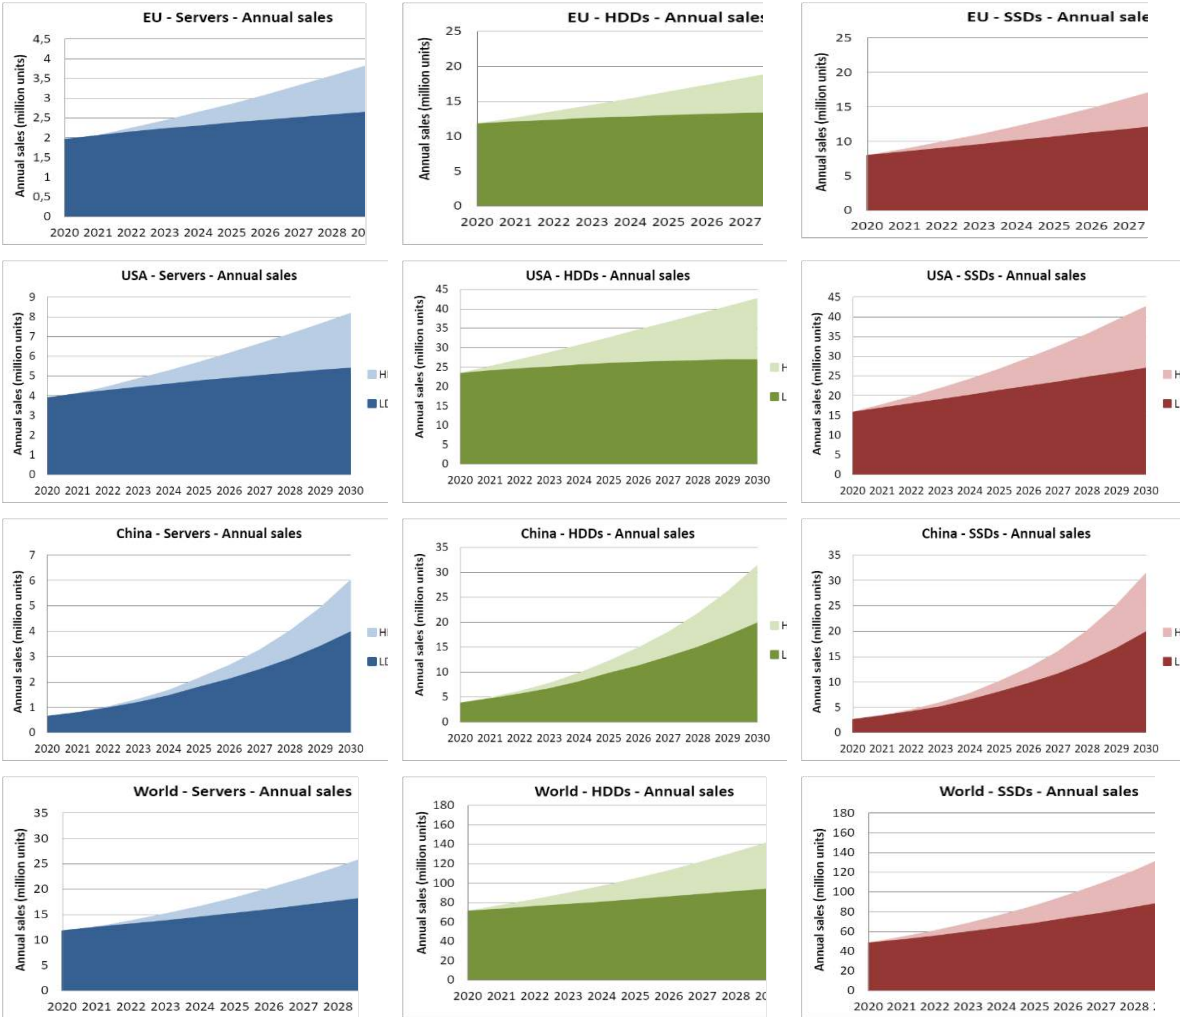 EU - Servers - Annual sales
Annual sales (million units)
4,5
4
3,5
3
2,5
2
1,5
1
0,5
0
2020 2021 2022 2023 2024 2025 2026 2027 2028 20
EU - HDDs - Annual sales
Annual sales (million units)
25
20
15
10
5
0
2020 2021 2022 2023 2024 2025 2026 2027
EU - SSDs - Annual sale
Annual sales (million units)
25
20
15
10
5
0
2020 2021 2022 2023 2024 2025 2026 2027
USA - Servers - Annual sales
Annual sales (million units)
9
8
7
6
5
4
3
2
1
0
2020 2021 2022 2023 2024 2025 2026 2027 2028 2029 2030
H
LD
USA - HDDs - Annual sales
Annual sales (million units)
45
40
35
30
25
20
15
10
5
0
2020 2021 2022 2023 2024 2025 2026 2027 2028 2029 2030
H
L
USA - SSDs - Annual sales
Annual sales (million units)
45
40
35
30
25
20
15
10
5
0
2020 2021 2022 2023 2024 2025 2026 2027 2028 2029 2030
H
L
China - Servers - Annual sales
Annual sales (million units)
7
6
5
4
3
2
1
0
2020 2021 2022 2023 2024 2025 2026 2027 2028 2029 2030
H
LD
China - HDDs - Annual sales
Annual sales (million units)
35
30
25
20
15
10
5
0
2020 2021 2022 2023 2024 2025 2026 2027 2028 2029 2030
H
L
China - SSDs - Annual sales
Annual sales (million units)
35
30
25
20
15
10
5
0
2020 2021 2022 2023 2024 2025 2026 2027 2028 2029 2030
H
L
World - Servers - Annual sales
Annual sales (million units)
35
30
25
20
15
10
5
0
2020 2021 2022 2023 2024 2025 2026 2027 2028
World - HDDs - Annual sales
Annual sales (million units)
180
160
140
120
100
80
60
40
20
0
2020 2021 2022 2023 2024 2025 2026 2027 2028 20
World - SSDs - Annual sales
Annual sales (million units)
180
160
140
120
100
80
60
40
20
0
2020 2021 2022 2023 2024 2025 2026 2027 2028